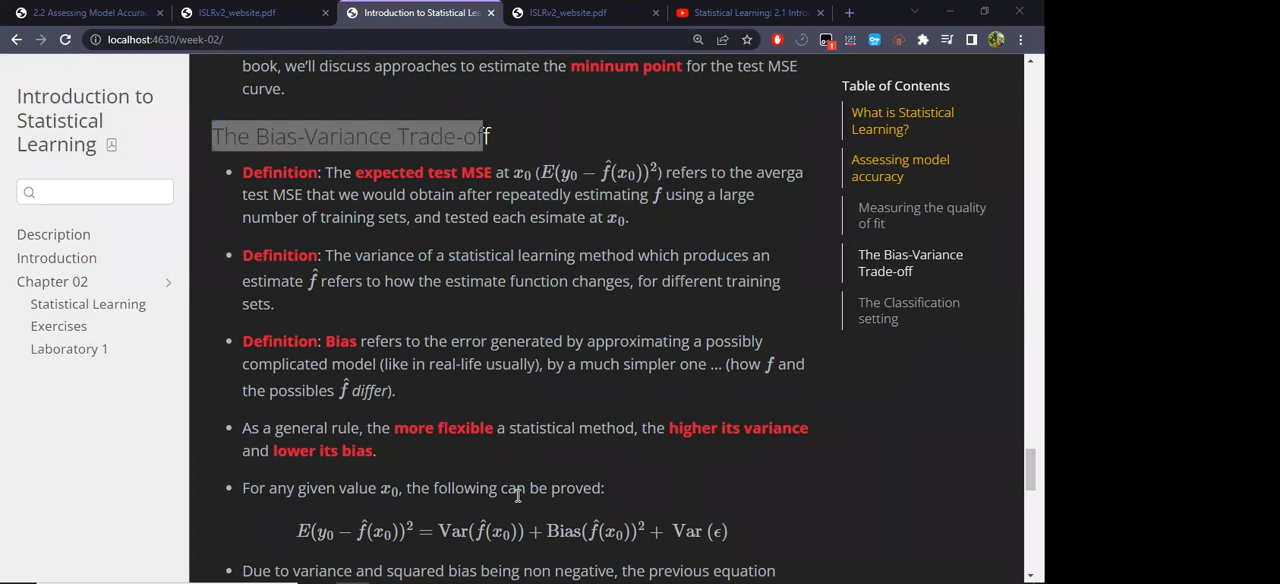 2.2 Assessing Model Accura
ISLRv2_website.pdf
Introduction to Statistical Le
ISLRv2_website.pdf
Statistical Learning: 2.1 Intro
localhost:4630/week-02/
1
Introduction to
Statistical
Learning
Description
Introduction
Chapter 02
Statistical Learning
Exercises
Laboratory 1
book, we'll discuss approaches to estimate the mininum point for the test MSE
curve.
The Bias-Variance Trade-off
Definition: The expected test MSE at x₀ (E(y₀ − f̂(x₀))²) refers to the averga
test MSE that we would obtain after repeatedly estimating f using a large
number of training sets, and tested each esimate at x₀.
Definition: The variance of a statistical learning method which produces an
estimate f̂ refers to how the estimate function changes, for different training
sets.
Definition: Bias refers to the error generated by approximating a possibly
complicated model (like in real-life usually), by a much simpler one … (how f and
the possibles f̂ differ).
As a general rule, the more flexible a statistical method, the higher its variance
and lower its bias.
For any given value x₀, the following can be proved:
E(y₀ − f̂(x₀))² = Var(f̂(x₀)) + Bias(f̂(x₀))² + Var (ϵ)
Due to variance and squared bias being non negative, the previous equation
Table of Contents
What is Statistical
Learning?
Assessing model
accuracy
Measuring the quality
of fit
The Bias-Variance
Trade-off
The Classification
setting